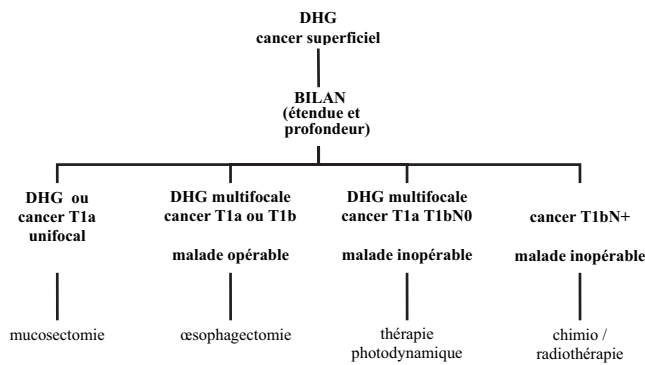 DHG
cancer superficiel
BILAN
(étendue et
profondeur)
DHG ou
cancer T1a
unifocal
DHG multifocale
cancer T1a ou T1b
malade opérable
DHG multifocale
cancer T1a T1bN0
malade inopérable
cancer T1bN+
malade inopérable
mucosectomie
œsophagectomie
thérapie
photodynamique
chimio /
radiothérapie